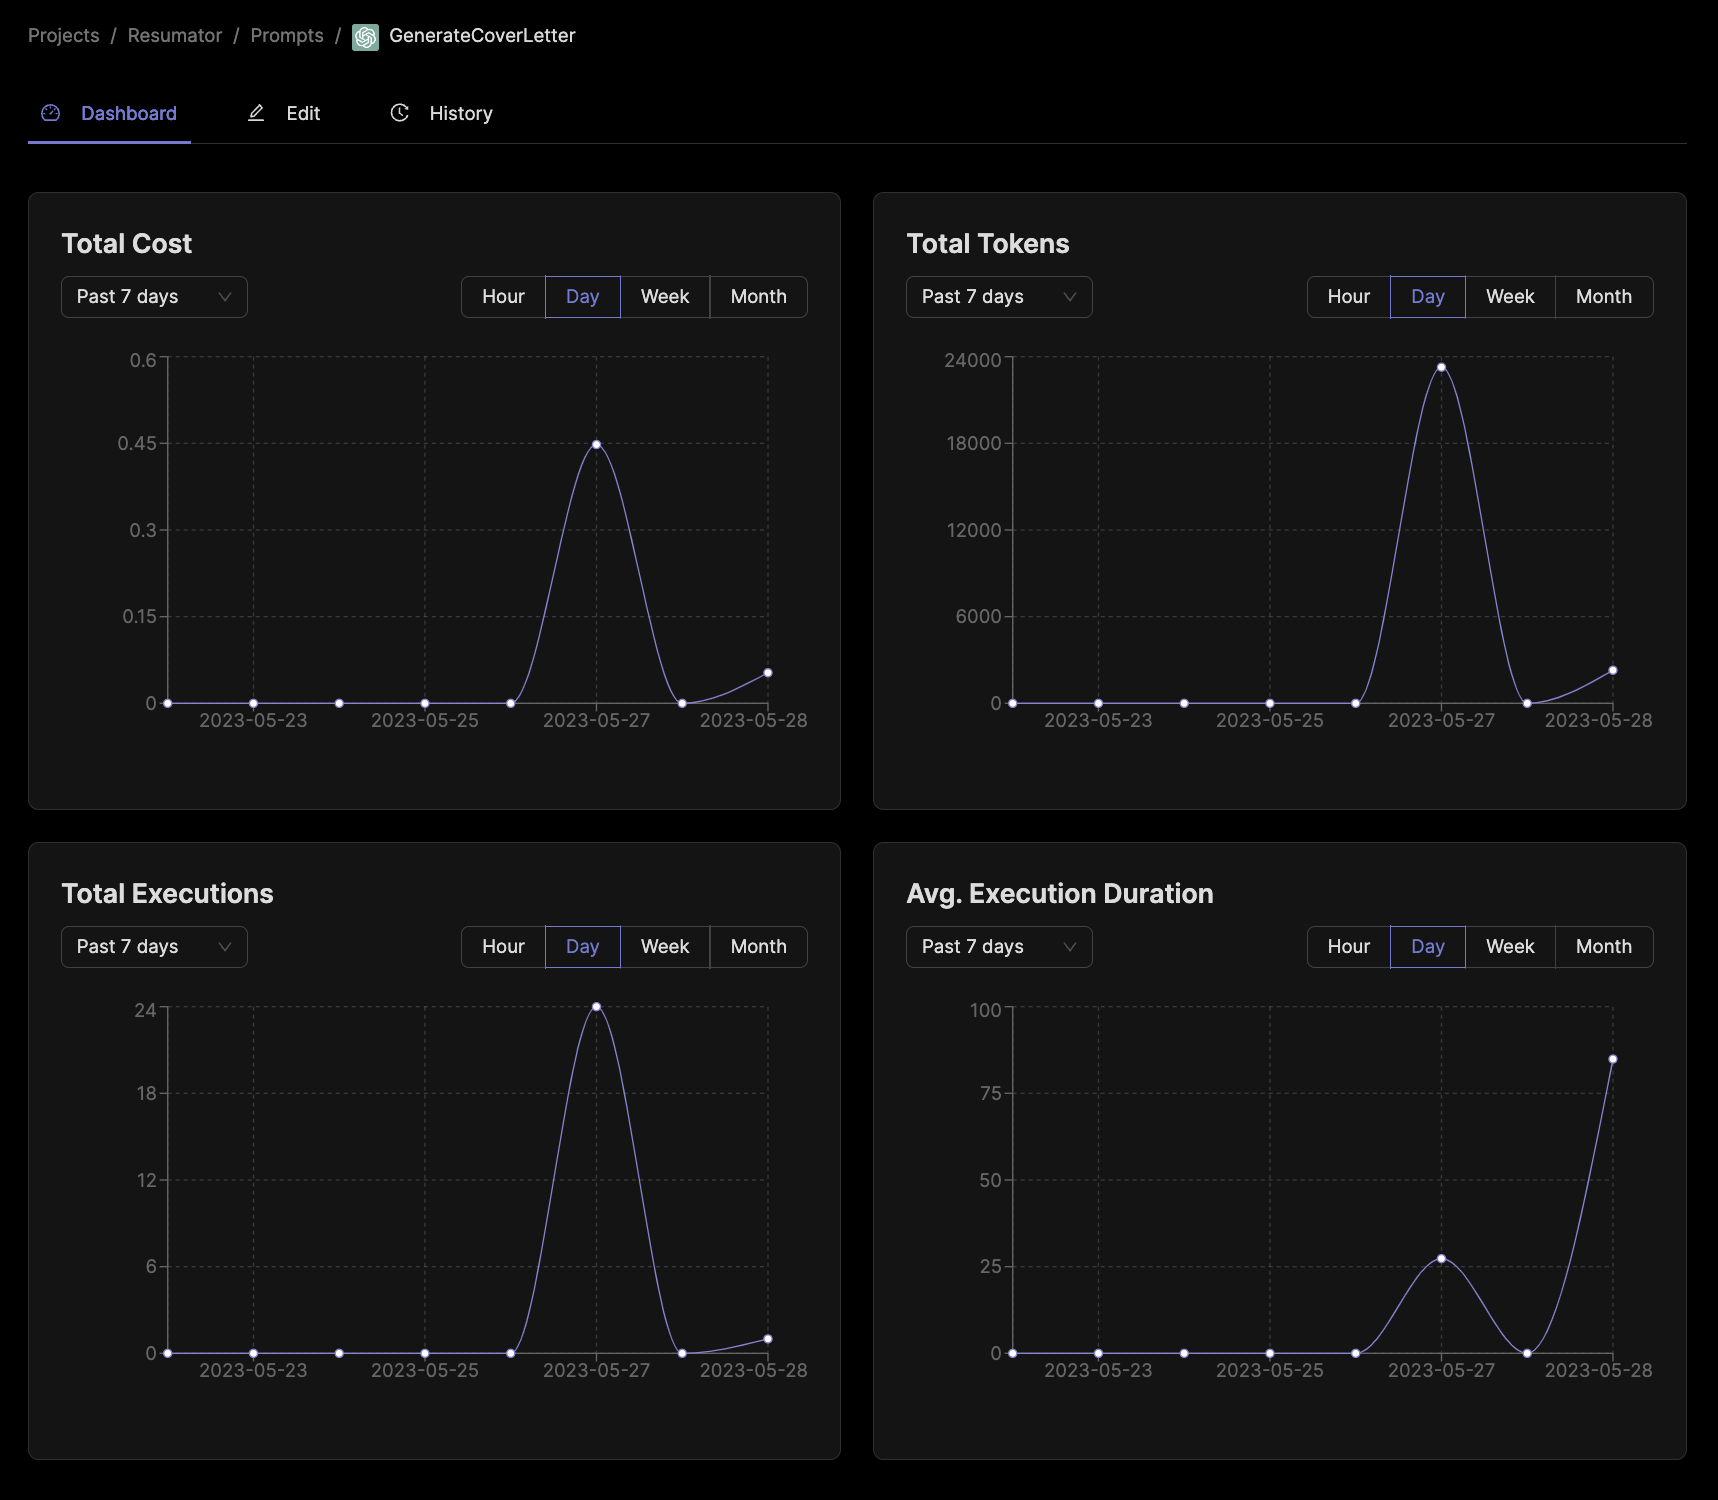 Projects / Resumator / Prompts / GenerateCoverLetter
Dashboard Edit History
Total Cost
Past 7 days Hour Day Week Month
0.6
0.45
0.3
0.15
0
2023-05-23 2023-05-25 2023-05-27 2023-05-28
Total Tokens
Past 7 days Hour Day Week Month
24000
18000
12000
6000
0
2023-05-23 2023-05-25 2023-05-27 2023-05-28
Total Executions
Past 7 days Hour Day Week Month
24
18
12
6
0
2023-05-23 2023-05-25 2023-05-27 2023-05-28
Avg. Execution Duration
Past 7 days Hour Day Week Month
100
75
50
25
0
2023-05-23 2023-05-25 2023-05-27 2023-05-28